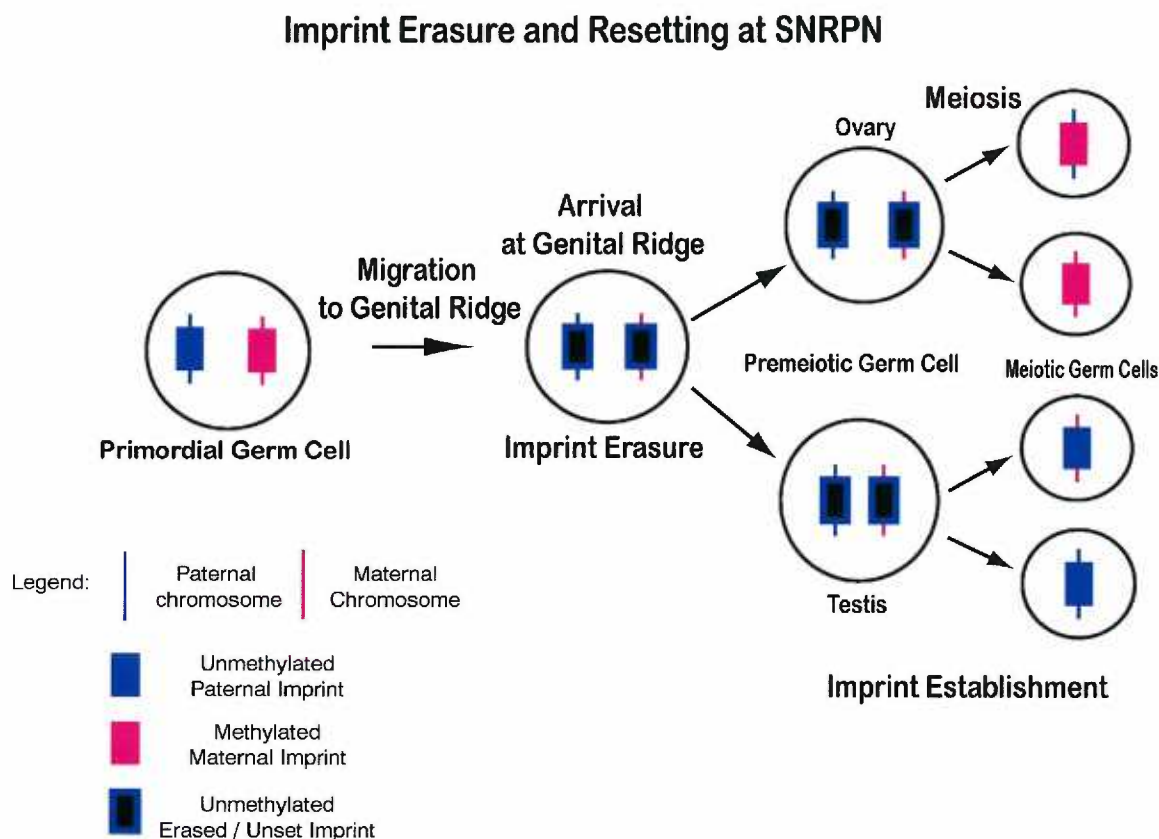 Imprint Erasure and Resetting at SNRPN
Meiosis
Ovary
Arrival
at Genital Ridge
Migration
to Genital Ridge
Premeiotic Germ Cell
Meiotic Germ Cells
Primordial Germ Cell
Imprint Erasure
Testis
Imprint Establishment
Legend:
Paternal
chromosome
Maternal
Chromosome
Unmethylated
Paternal Imprint
Methylated
Maternal Imprint
Unmethylated
Erased / Unset Imprint